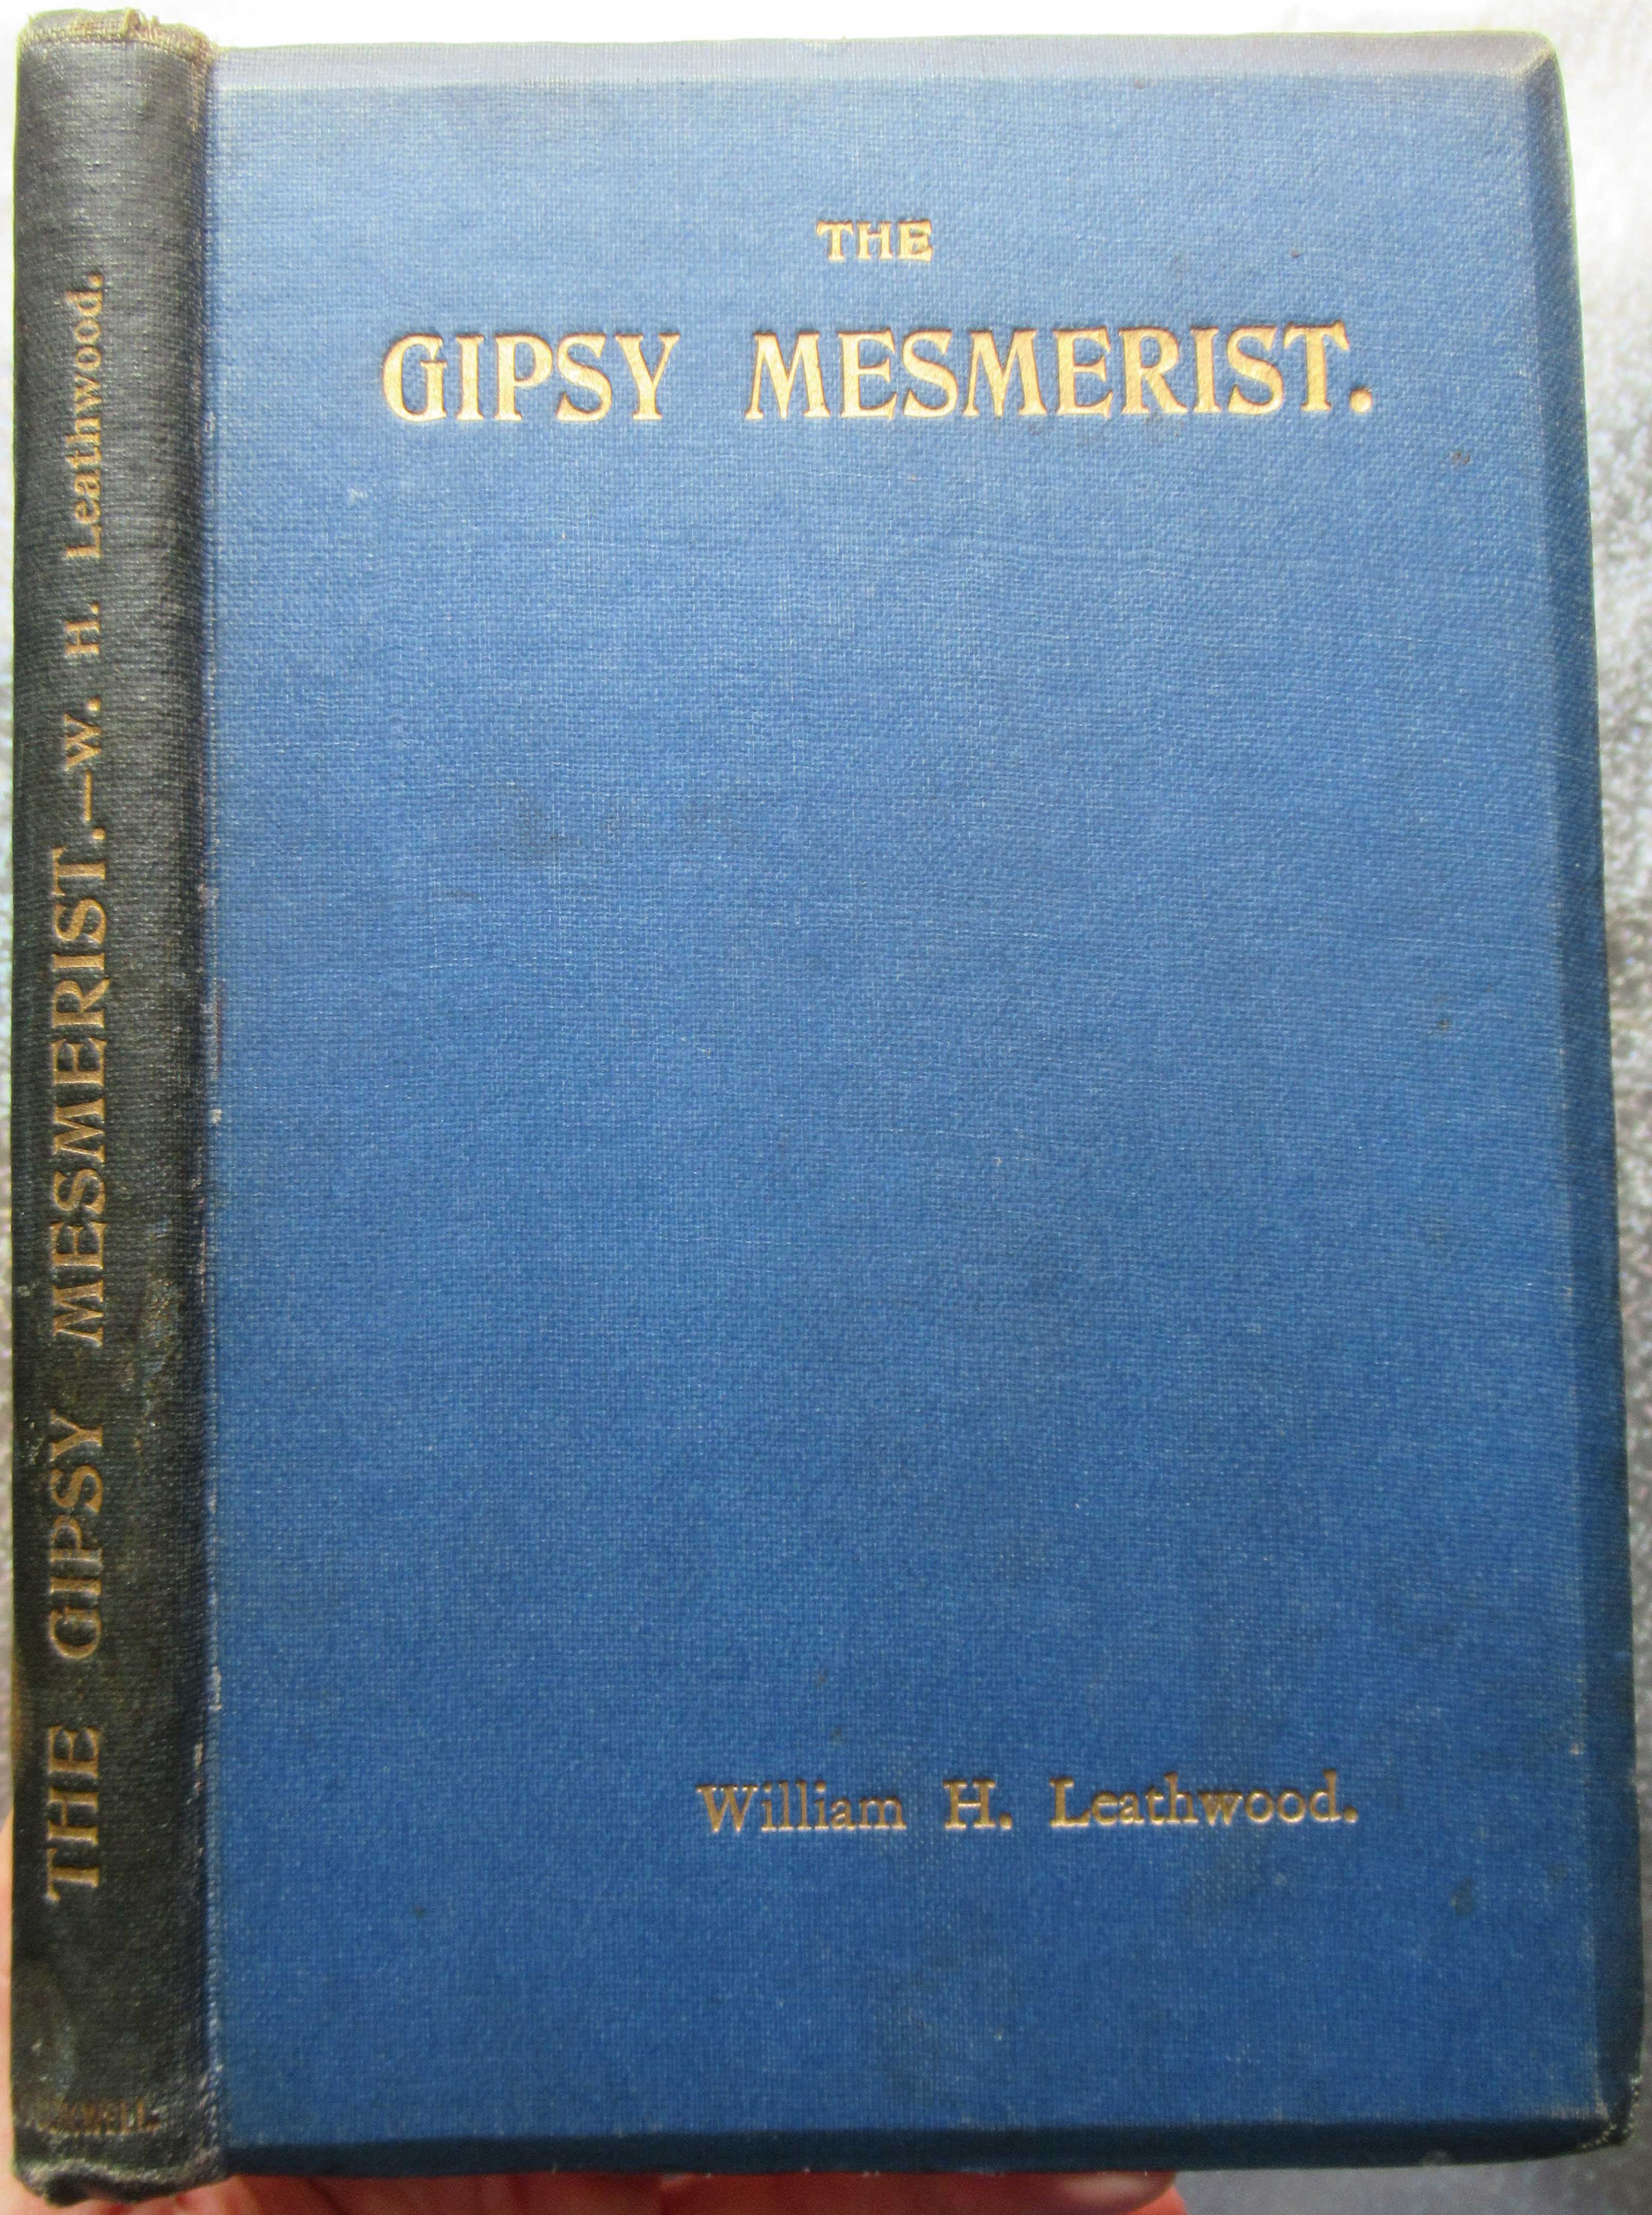 THE
GIPSY MESMERIST.
William H. Leathwood.
THE GIPSY MESMERIST.—W. H. Leathwood.